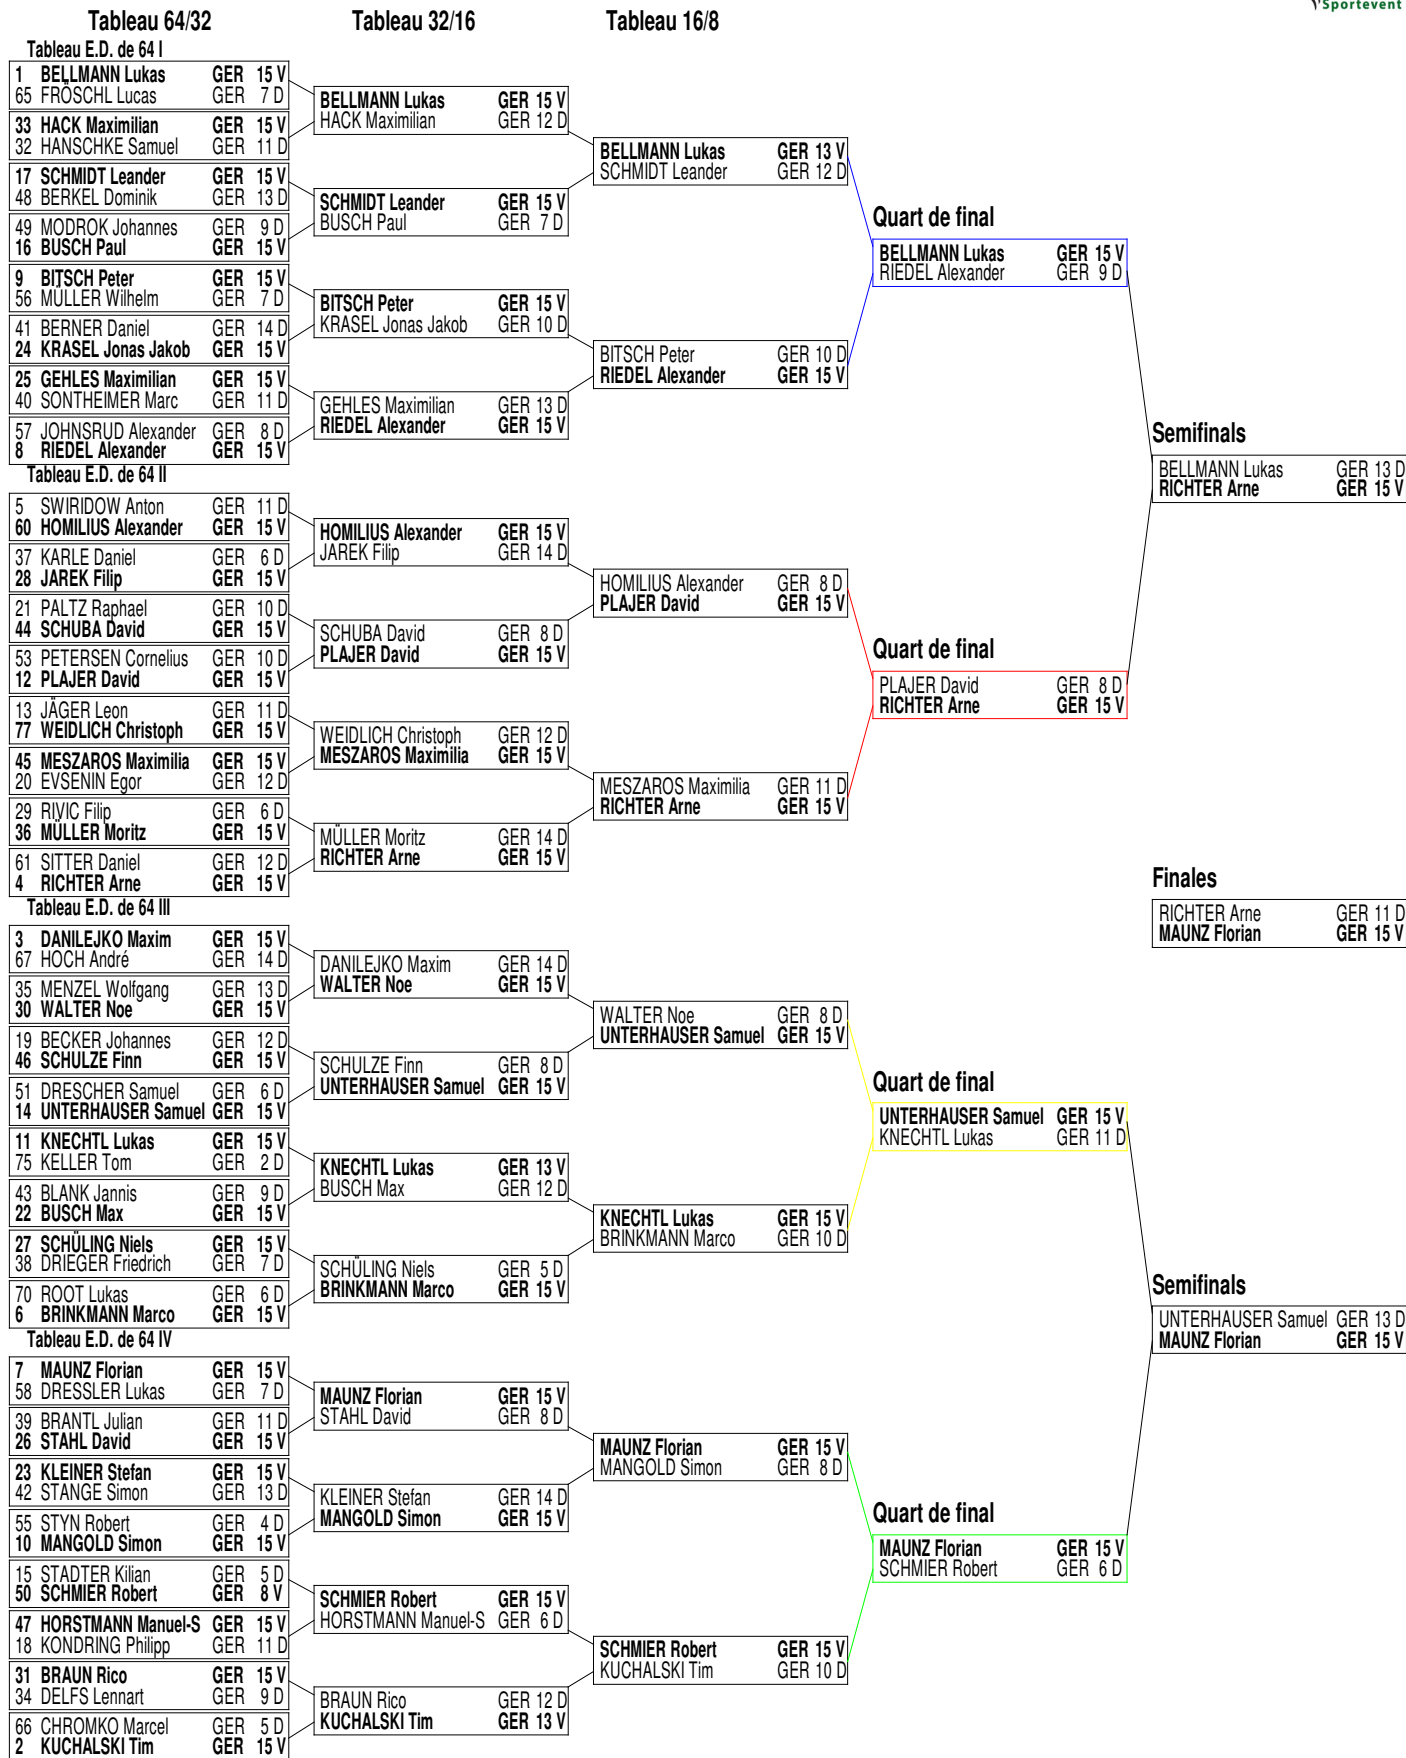 Sportevent
Tableau 64/32
Tableau 32/16
Tableau 16/8
Tableau E.D. de 64 I
1 BELLMANN Lukas GER 15 V
65 FRÖSCHL Lucas GER 7 D
33 HACK Maximilian GER 15 V
32 HANSCHKE Samuel GER 11 D
17 SCHMIDT Leander GER 15 V
48 BERKEL Dominik GER 13 D
49 MODROK Johannes GER 9 D
16 BUSCH Paul GER 15 V
9 BITSCH Peter GER 15 V
56 MÜLLER Wilhelm GER 7 D
41 BERNER Daniel GER 14 D
24 KRASEL Jonas Jakob GER 15 V
25 GEHLES Maximilian GER 15 V
40 SONTHEIMER Marc GER 11 D
57 JOHNSRUD Alexander GER 8 D
8 RIEDEL Alexander GER 15 V
Tableau E.D. de 64 II
5 SWIRIDOW Anton GER 11 D
60 HOMILIUS Alexander GER 15 V
37 KARLE Daniel GER 6 D
28 JAREK Filip GER 15 V
21 PALTZ Raphael GER 10 D
44 SCHUBA David GER 15 V
53 PETERSEN Cornelius GER 10 D
12 PLAJER David GER 15 V
13 JÄGER Leon GER 11 D
77 WEIDLICH Christoph GER 15 V
45 MESZAROS Maximilia GER 15 V
20 EVSENIN Egor GER 12 D
29 RIVIC Filip GER 6 D
36 MÜLLER Moritz GER 15 V
61 SITTER Daniel GER 12 D
4 RICHTER Arne GER 15 V
Tableau E.D. de 64 III
3 DANILEJKO Maxim GER 15 V
67 HOCH André GER 14 D
35 MENZEL Wolfgang GER 13 D
30 WALTER Noe GER 15 V
19 BECKER Johannes GER 12 D
46 SCHULZE Finn GER 15 V
51 DRESCHER Samuel GER 6 D
14 UNTERHAUSER Samuel GER 15 V
11 KNECHTL Lukas GER 15 V
75 KELLER Tom GER 2 D
43 BLANK Jannis GER 9 D
22 BUSCH Max GER 15 V
27 SCHÜLING Niels GER 15 V
38 DRIEGER Friedrich GER 7 D
70 ROOT Lukas GER 6 D
6 BRINKMANN Marco GER 15 V
Tableau E.D. de 64 IV
7 MAUNZ Florian GER 15 V
58 DRESSLER Lukas GER 7 D
39 BRANTL Julian GER 11 D
26 STAHL David GER 15 V
23 KLEINER Stefan GER 15 V
42 STANGE Simon GER 13 D
55 STYN Robert GER 4 D
10 MANGOLD Simon GER 15 V
15 STADTER Kilian GER 5 D
50 SCHMIER Robert GER 8 V
47 HORSTMANN Manuel-S GER 15 V
18 KONDRING Philipp GER 11 D
31 BRAUN Rico GER 15 V
34 DELFS Lennart GER 9 D
66 CHROMKO Marcel GER 5 D
2 KUCHALSKI Tim GER 15 V
BELLMANN Lukas GER 15 V
HACK Maximilian GER 12 D
SCHMIDT Leander GER 15 V
BUSCH Paul GER 7 D
BITSCH Peter GER 15 V
KRASEL Jonas Jakob GER 10 D
GEHLES Maximilian GER 13 D
RIEDEL Alexander GER 15 V
HOMILIUS Alexander GER 15 V
JAREK Filip GER 14 D
SCHUBA David GER 8 D
PLAJER David GER 15 V
WEIDLICH Christoph GER 12 D
MESZAROS Maximilia GER 15 V
MÜLLER Moritz GER 14 D
RICHTER Arne GER 15 V
DANILEJKO Maxim GER 14 D
WALTER Noe GER 15 V
SCHULZE Finn GER 8 D
UNTERHAUSER Samuel GER 15 V
KNECHTL Lukas GER 13 V
BUSCH Max GER 12 D
SCHÜLING Niels GER 5 D
BRINKMANN Marco GER 15 V
MAUNZ Florian GER 15 V
STAHL David GER 8 D
KLEINER Stefan GER 14 D
MANGOLD Simon GER 15 V
SCHMIER Robert GER 15 V
HORSTMANN Manuel-S GER 6 D
BRAUN Rico GER 12 D
KUCHALSKI Tim GER 13 V
BELLMANN Lukas GER 13 V
SCHMIDT Leander GER 12 D
BITSCH Peter GER 10 D
RIEDEL Alexander GER 15 V
HOMILIUS Alexander GER 8 D
PLAJER David GER 15 V
MESZAROS Maximilia GER 11 D
RICHTER Arne GER 15 V
WALTER Noe GER 8 D
UNTERHAUSER Samuel GER 15 V
KNECHTL Lukas GER 15 V
BRINKMANN Marco GER 10 D
MAUNZ Florian GER 15 V
MANGOLD Simon GER 8 D
SCHMIER Robert GER 15 V
KUCHALSKI Tim GER 10 D
Quart de final
BELLMANN Lukas GER 15 V
RIEDEL Alexander GER 9 D
Quart de final
PLAJER David GER 8 D
RICHTER Arne GER 15 V
Quart de final
UNTERHAUSER Samuel GER 15 V
KNECHTL Lukas GER 11 D
Quart de final
MAUNZ Florian GER 15 V
SCHMIER Robert GER 6 D
Semifinals
BELLMANN Lukas GER 13 D
RICHTER Arne GER 15 V
Finales
RICHTER Arne GER 11 D
MAUNZ Florian GER 15 V
Semifinals
UNTERHAUSER Samuel GER 13 D
MAUNZ Florian GER 15 V